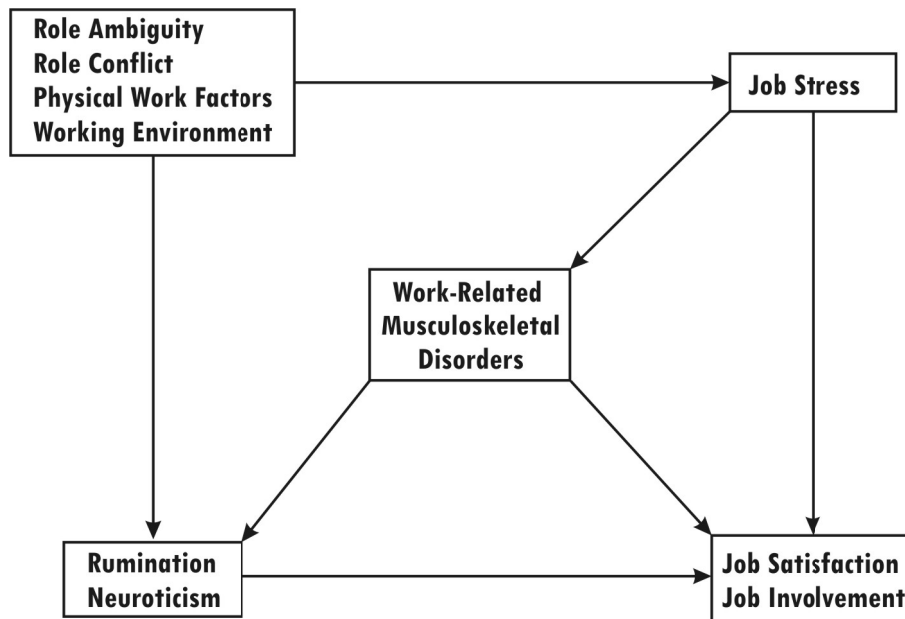 Role Ambiguity
Role Conflict
Physical Work Factors
Working Environment
Job Stress
Work-Related
Musculoskeletal
Disorders
Rumination
Neuroticism
Job Satisfaction
Job Involvement